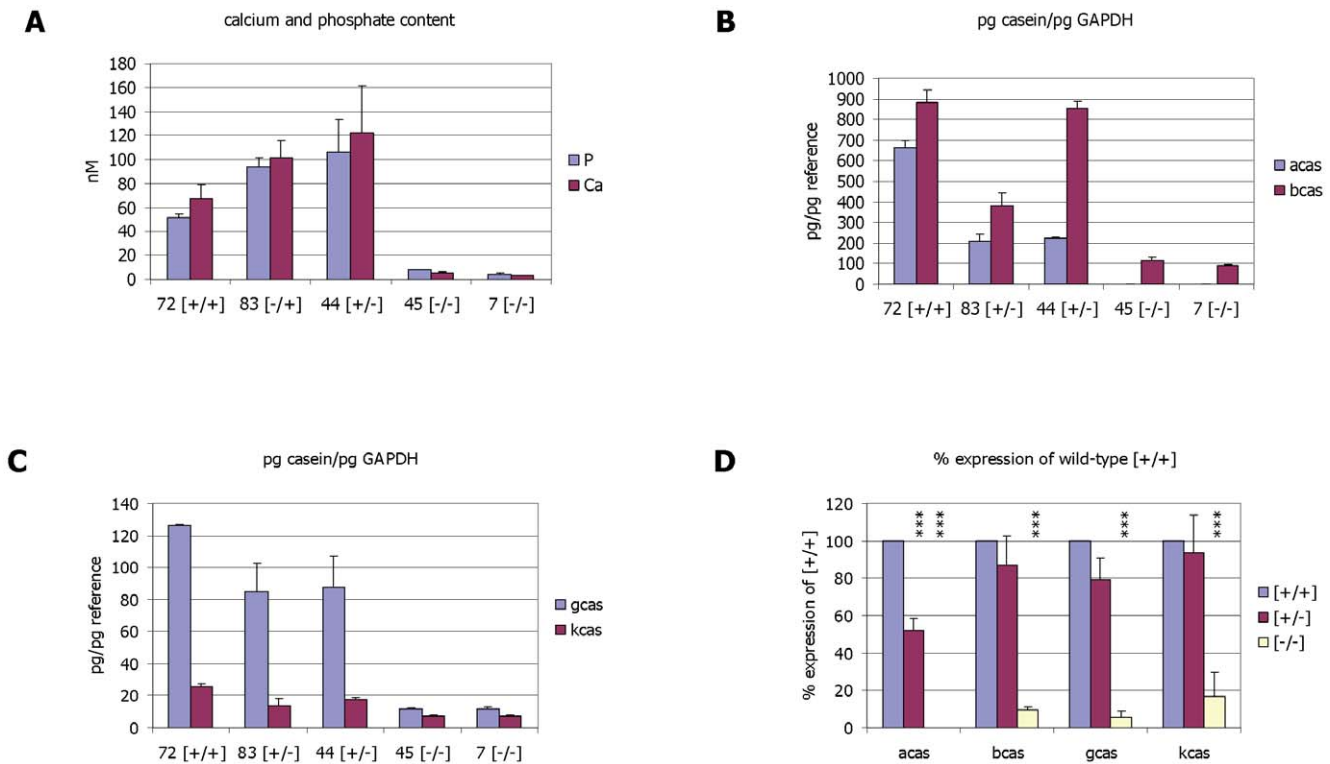 A
calcium and phosphate content
180
160
140
120
100
80
60
40
20
0
nM
72 [+/+] 83 [-/+] 44 [+/-] 45 [-/-] 7 [-/-]
P
Ca
B
pg casein/pg GAPDH
1000
900
800
700
600
500
400
300
200
100
0
pg/pg reference
72 [+/+] 83 [+/-] 44 [+/-] 45 [-/-] 7 [-/-]
acas
bcas
C
pg casein/pg GAPDH
140
120
100
80
60
40
20
0
pg/pg reference
72 [+/+] 83 [+/-] 44 [+/-] 45 [-/-] 7 [-/-]
gcas
kcas
D
% expression of wild-type [+/+]
120
100
80
60
40
20
0
% expression of [+/+]
*** *** *** *** ***
acas bcas gcas kcas
[+/+]
[+/-]
[-/-]